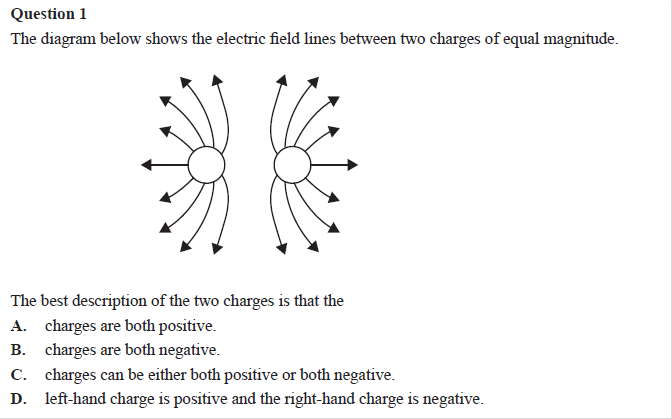 Question 1
The diagram below shows the electric field lines between two charges of equal magnitude.
The best description of the two charges is that the
A. charges are both positive.
B. charges are both negative.
C. charges can be either both positive or both negative.
D. left-hand charge is positive and the right-hand charge is negative.